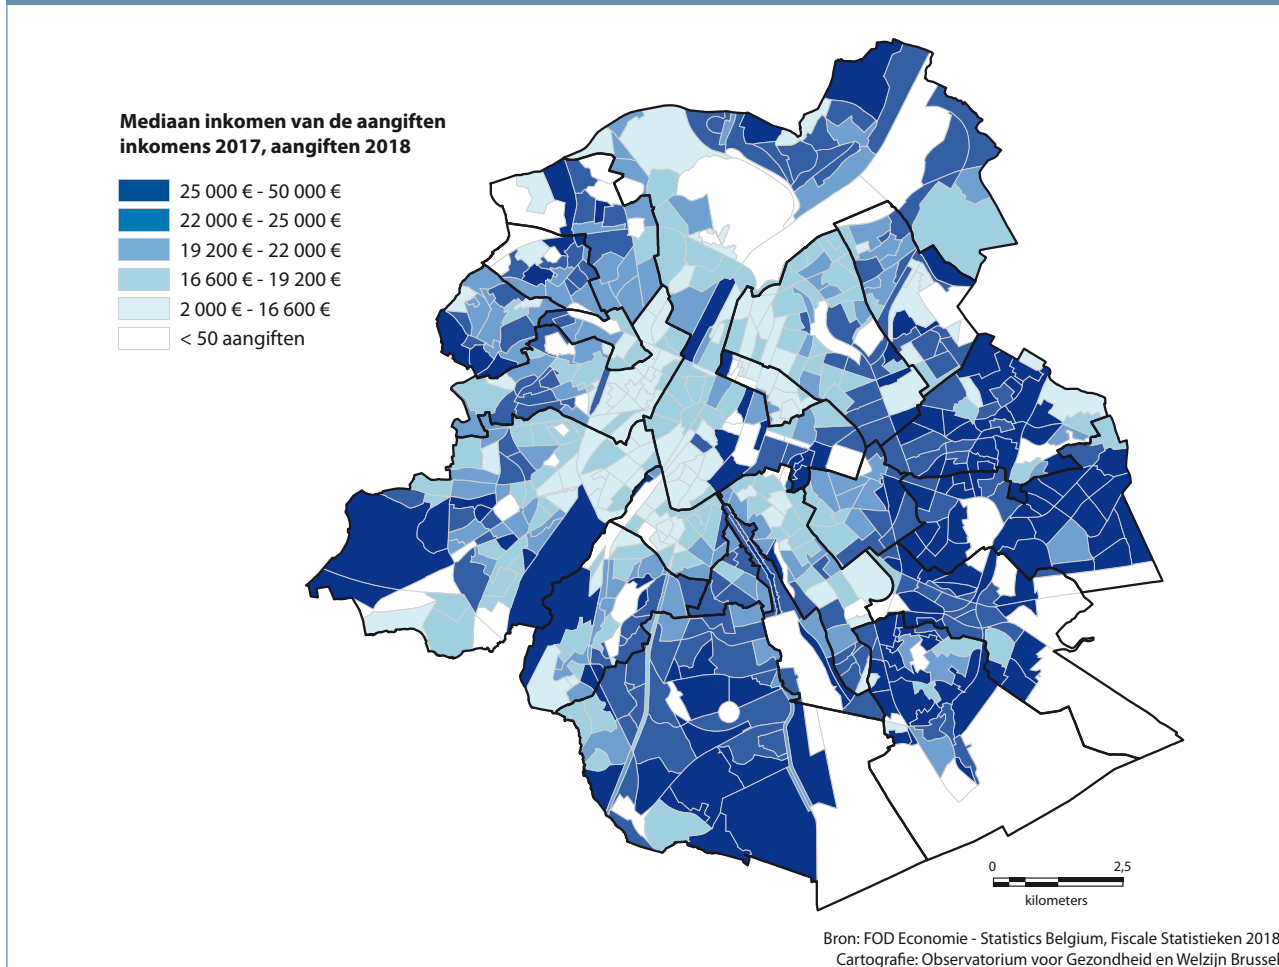 Mediaan inkomen van de aangiften
inkomens 2017, aangiften 2018
25 000 € - 50 000 €
22 000 € - 25 000 €
19 200 € - 22 000 €
16 600 € - 19 200 €
2 000 € - 16 600 €
< 50 aangiften
0 2,5
kilometers
Bron: FOD Economie - Statistics Belgium, Fiscale Statistieken 2018
Cartografie: Observatorium voor Gezondheid en Welzijn Brussel